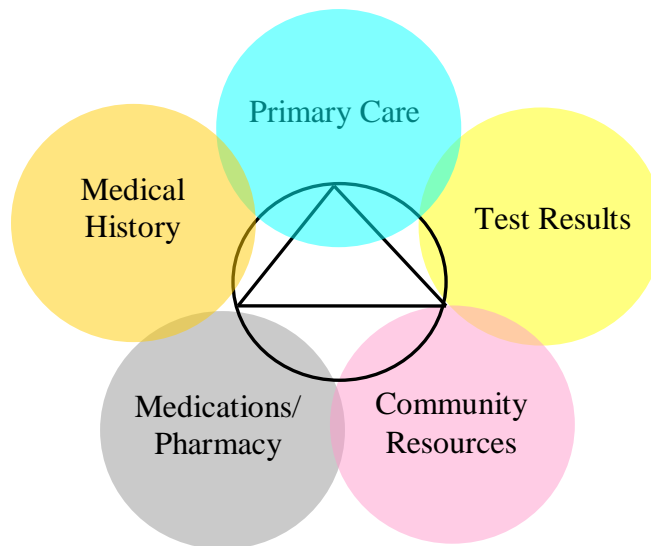 Primary Care
Medical
History
Test Results
Medications/
Pharmacy
Community
Resources